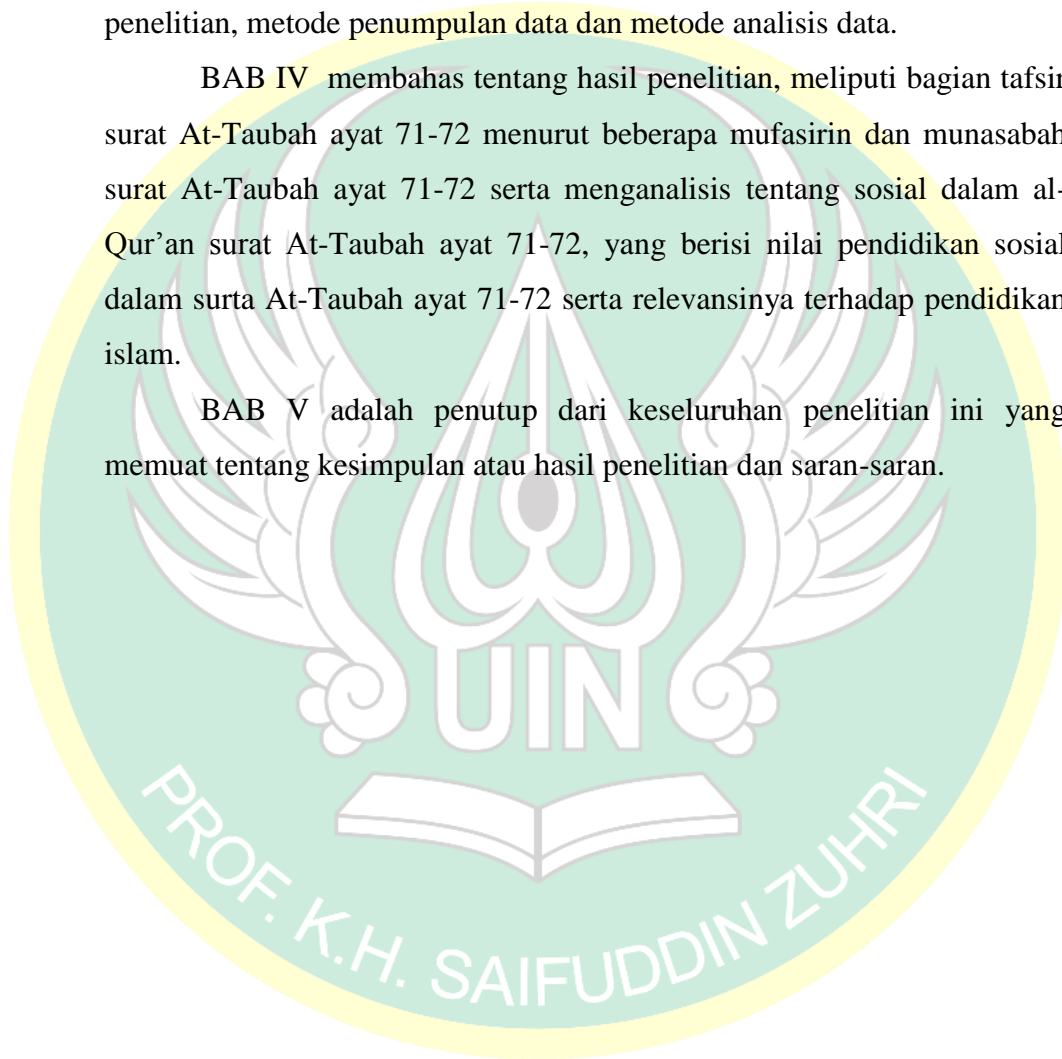 penelitian, metode penumpulan data dan metode analisis data.
BAB IV membahas tentang hasil penelitian, meliputi bagian tafsir
surat At-Taubah ayat 71-72 menurut beberapa mufasirin dan munasabah
surat At-Taubah ayat 71-72 serta menganalisis tentang sosial dalam al-
Qur’an surat At-Taubah ayat 71-72, yang berisi nilai pendidikan sosial
dalam surta At-Taubah ayat 71-72 serta relevansinya terhadap pendidikan
islam.
BAB V adalah penutup dari keseluruhan penelitian ini yang
memuat tentang kesimpulan atau hasil penelitian dan saran-saran.
UIN
PROF. K.H. SAIFUDDIN ZUHRI